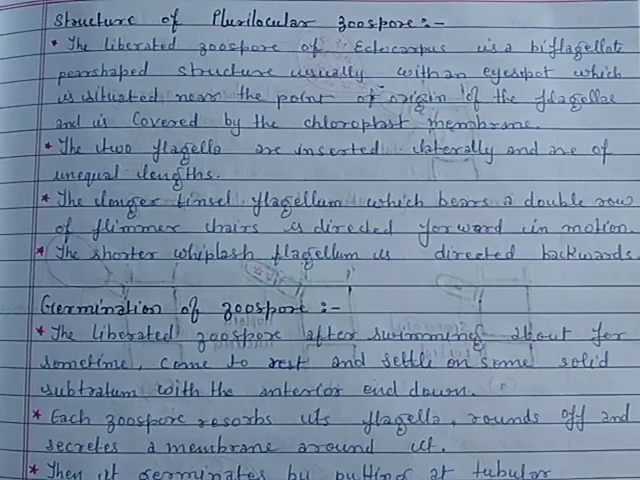 Structure of Plurilocular zoospore:-
* The liberated zoospore of Ectocarpus is a biflagellate
pearshaped structure usually with an eyespot which
is situated near the point of origin of the flagellae
and is covered by the chloroplast membrane.
* The two flagella are inserted laterally and are of
unequal lengths.
* The longer tinsel flagellum which bears a double row
of flimmer hairs is directed forward in motion.
* The shorter whiplash flagellum is directed backwards.
Germination of zoospore:-
* The liberated zoospore after swimming about for
sometime, come to rest and settle on some solid
subtratum with the anterior end down.
* Each zoospore resorbs its flagella, rounds off and
secretes a membrane around it.
* Then it germinates by putting at tubular